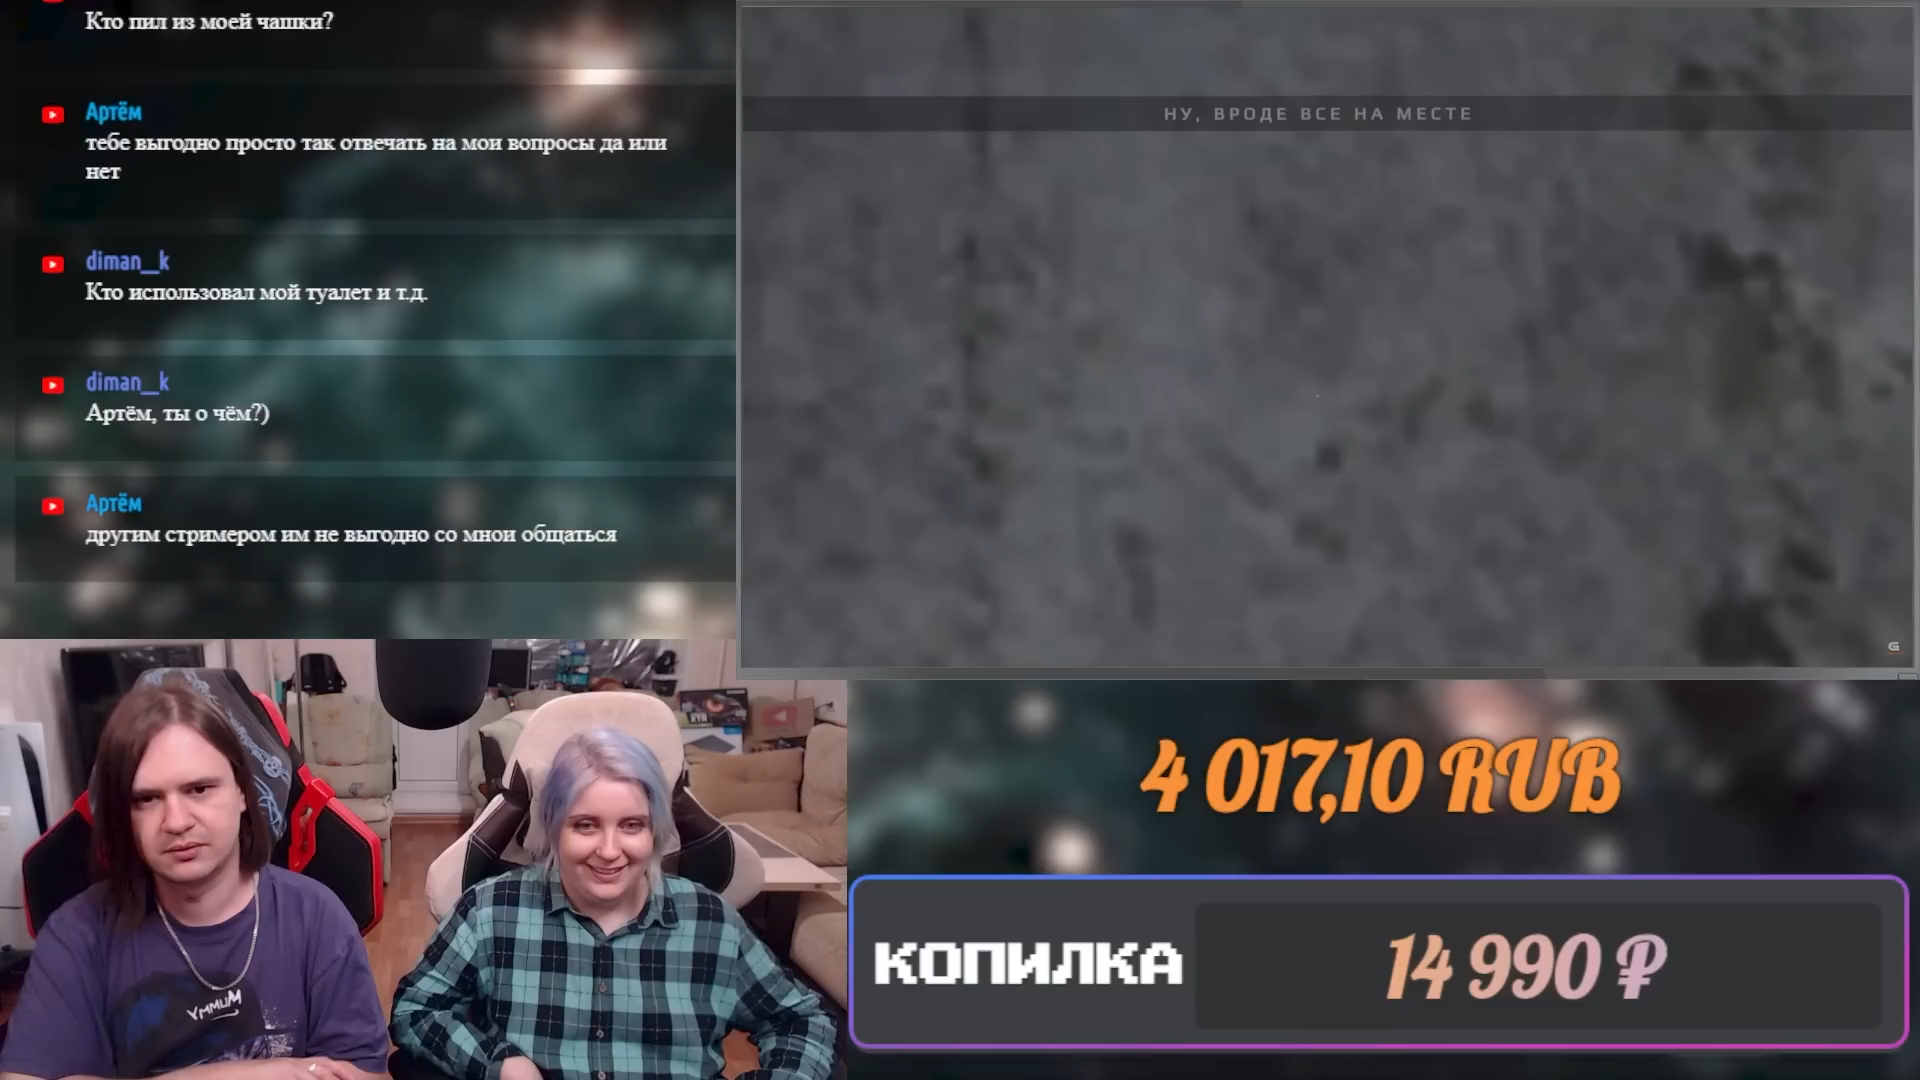 Кто пил из моей чашки?
Артём
тебе выгодно просто так отвечать на мои вопросы да или
нет
diman__k
Кто использовал мой туалет и т.д.
diman__k
Артём, ты о чём?)
Артём
другим стримером им не выгодно со мнои общаться
НУ, ВРОДЕ ВСЕ НА МЕСТЕ
4 017,10 RUB
КОПИЛКА
14 990 ₽